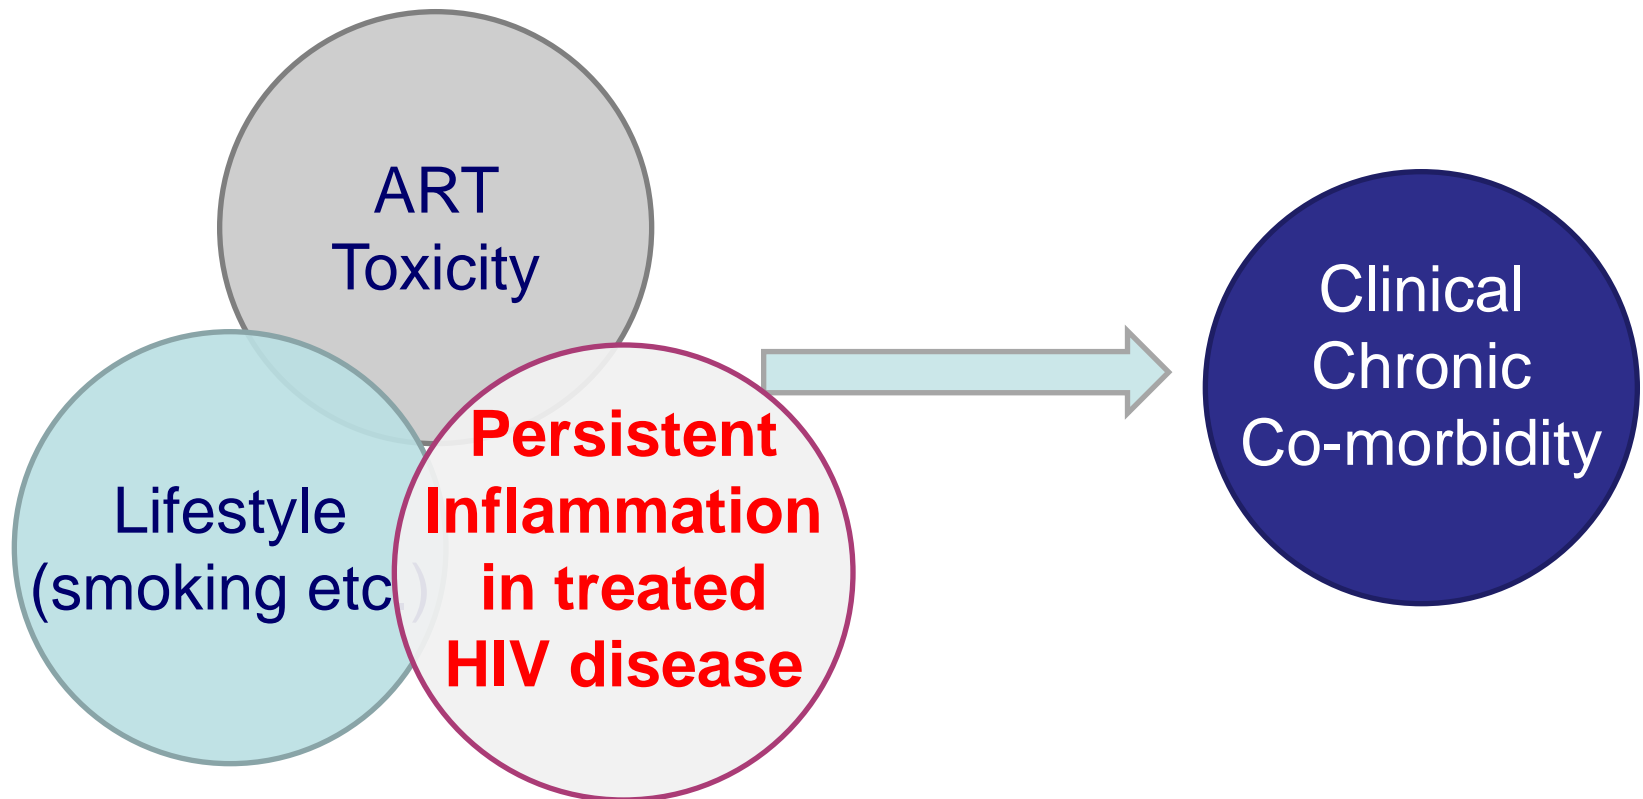 ART
Toxicity
Lifestyle
(smoking etc.)
Persistent
Inflammation
in treated
HIV disease
Clinical
Chronic
Co-morbidity